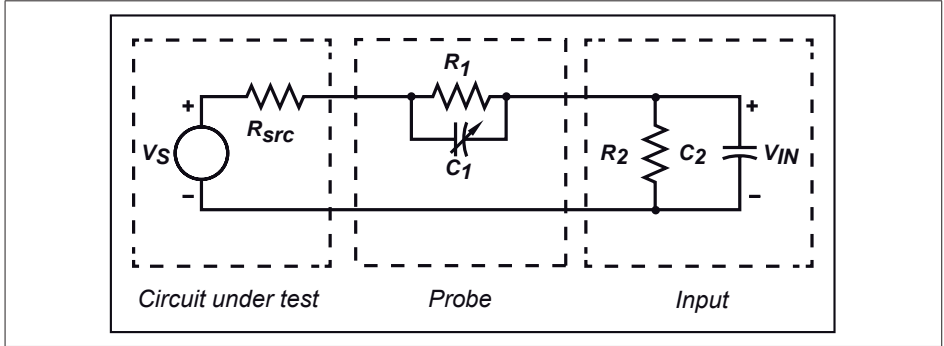 R1
+
Rsrc
+
VS
C1
R2
C2
VIN
−
−
Circuit under test
Probe
Input